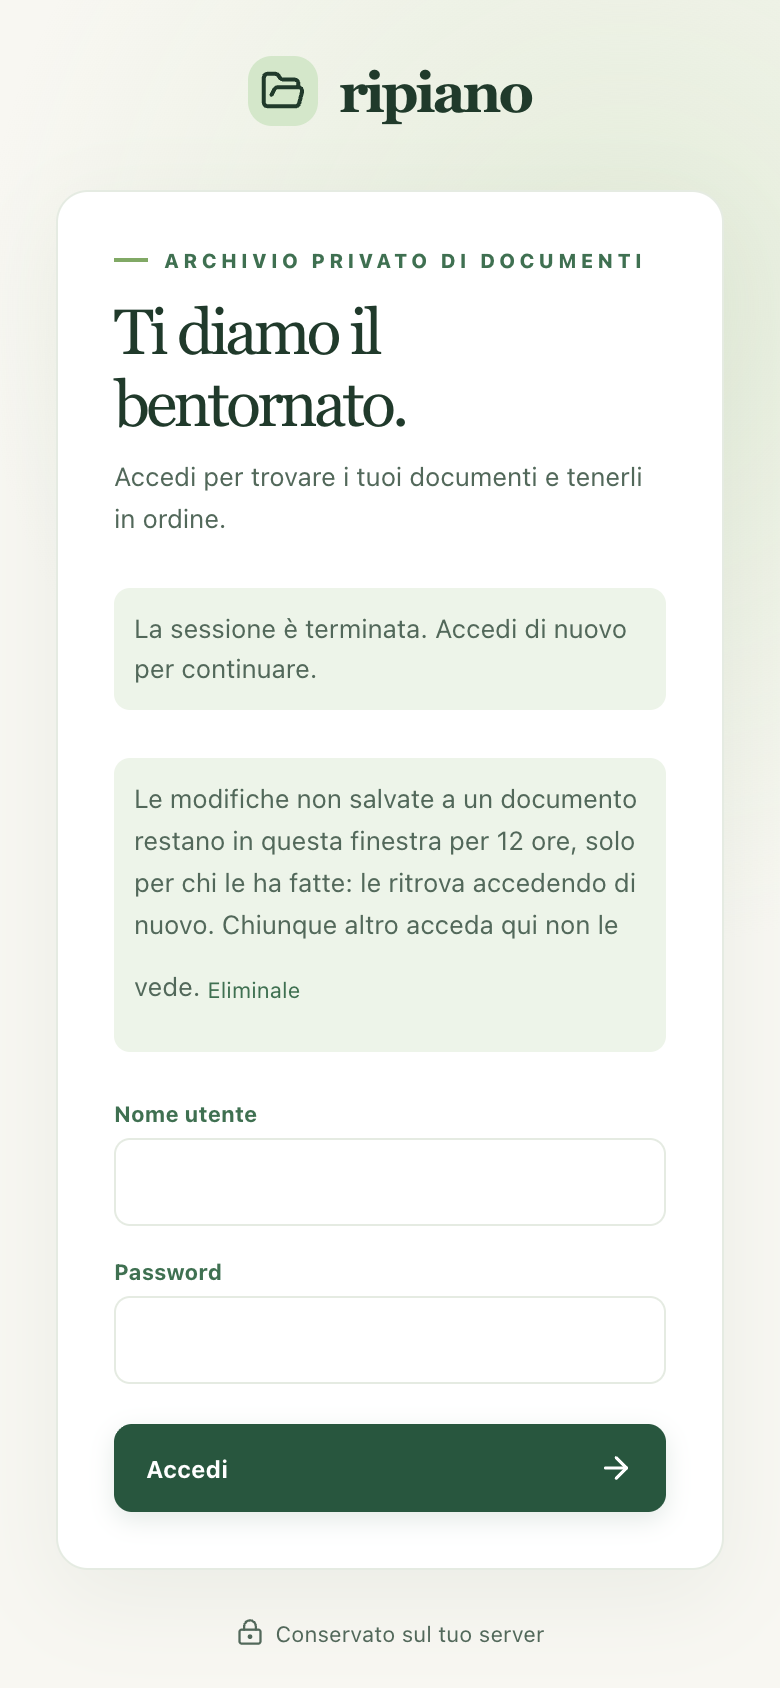 ripiano
ARCHIVIO PRIVATO DI DOCUMENTI
Ti diamo il
bentornato.
Accedi per trovare i tuoi documenti e tenerli
in ordine.
La sessione è terminata. Accedi di nuovo
per continuare.
Le modifiche non salvate a un documento
restano in questa finestra per 12 ore, solo
per chi le ha fatte: le ritrova accedendo di
nuovo. Chiunque altro acceda qui non le
vede. Eliminale
Nome utente
Password
Accedi
Conservato sul tuo server